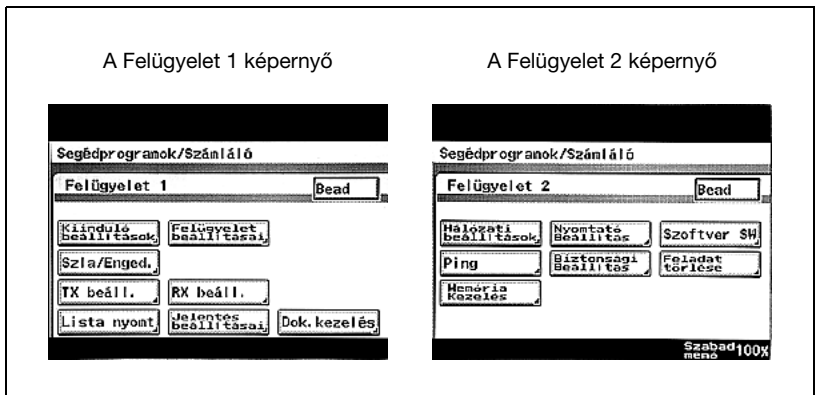 A Felügyelet 1 képernyő
Segédprogramok/Számláló
Felügyelet 1
Bead
Kiinduló
beállítások
Felügyelet
beállításai
Szla/Enged.
TX beáll.
RX beáll.
Lista nyomt
Jelentés
beállításai
Dok. kezelés
A Felügyelet 2 képernyő
Segédprogramok/Számláló
Felügyelet 2
Bead
Hálózati
beállítások
Nyomtató
Beállítás
Szoftver SW
Ping
Biztonsági
Beállítás
Feladat
törlése
Memória
Kezelés
Szabad
menó 100%